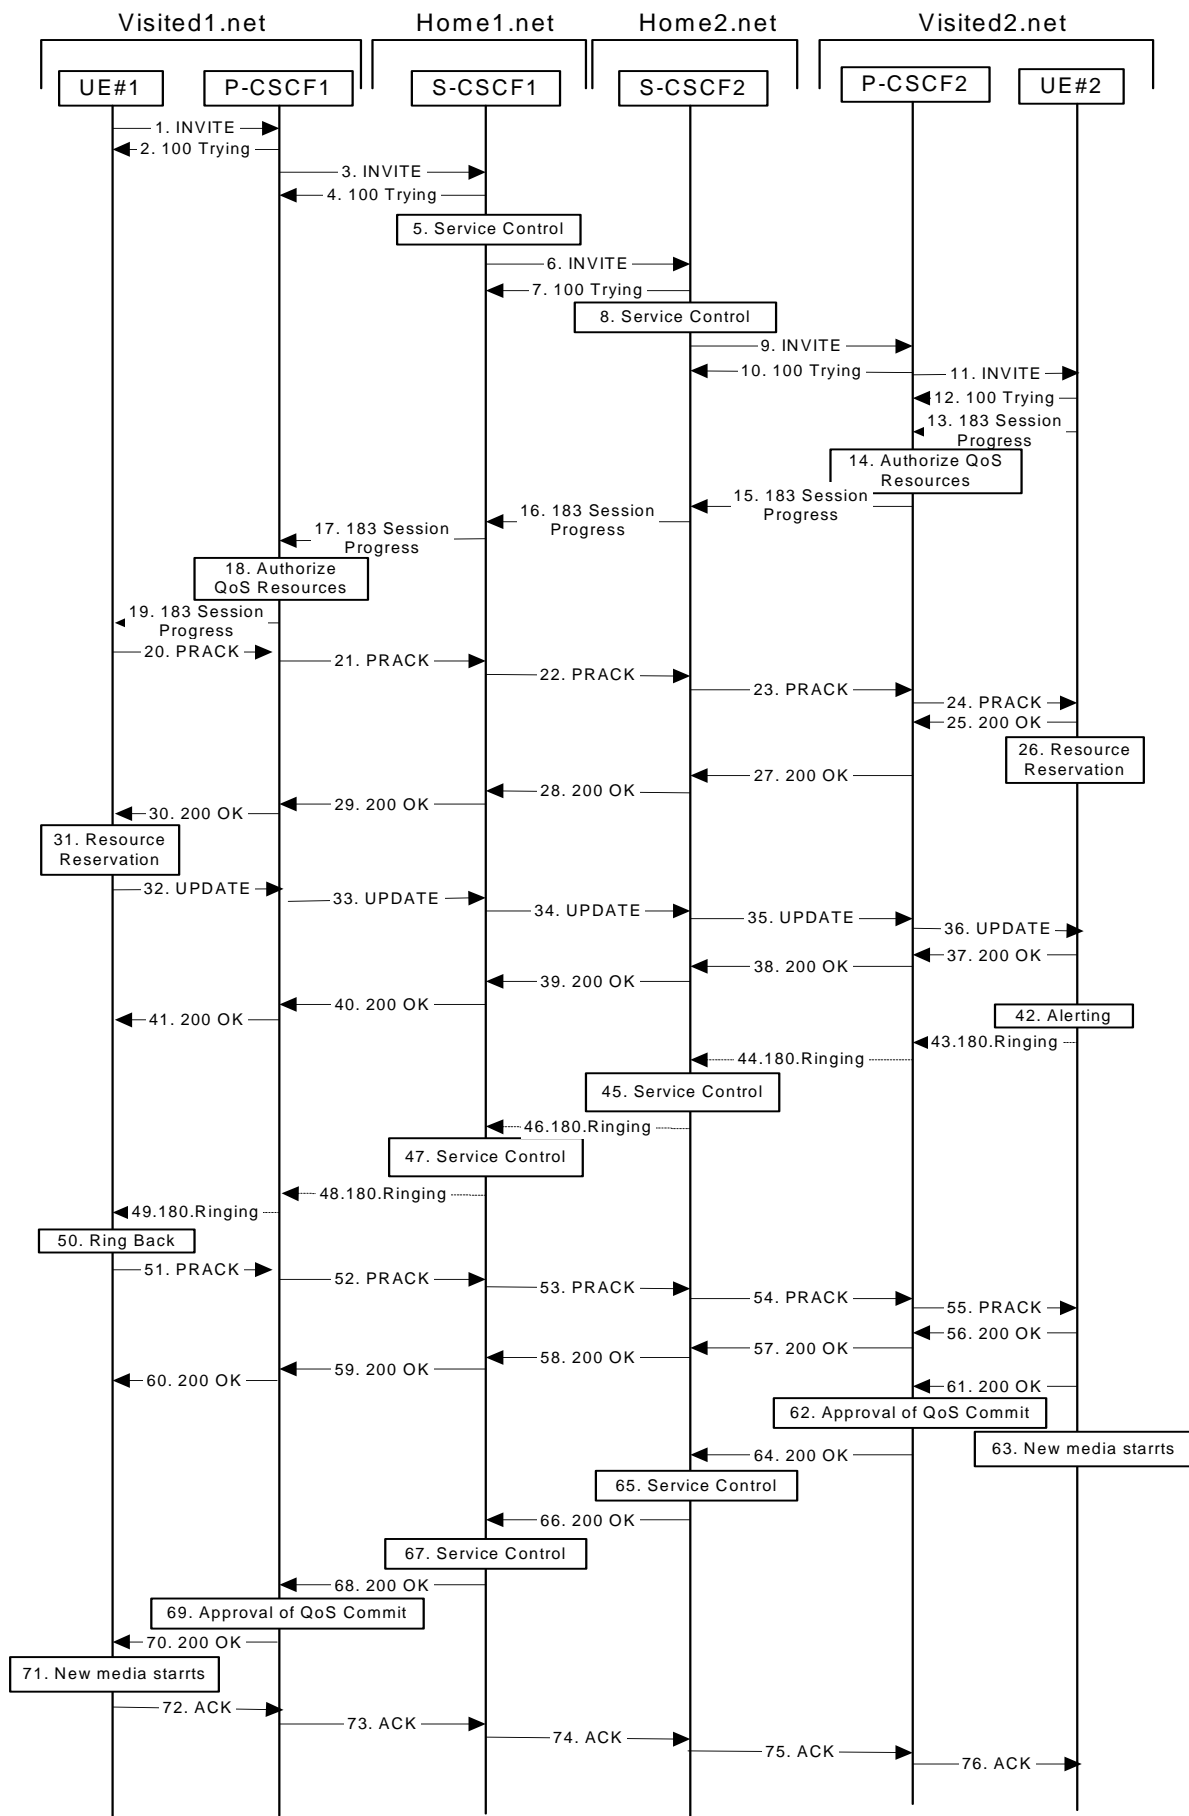 Visited1.net
Home1.net
Home2.net
Visited2.net
UE#1
P-CSCF1
S-CSCF1
S-CSCF2
P-CSCF2
UE#2
1. INVITE
2. 100 Trying
3. INVITE
4. 100 Trying
5. Service Control
6. INVITE
7. 100 Trying
8. Service Control
9. INVITE
10. 100 Trying
11. INVITE
12. 100 Trying
13. 183 Session
Progress
14. Authorize QoS
Resources
15. 183 Session
Progress
16. 183 Session
Progress
17. 183 Session
Progress
18. Authorize
QoS Resources
19. 183 Session
Progress
20. PRACK
21. PRACK
22. PRACK
23. PRACK
24. PRACK
25. 200 OK
26. Resource
Reservation
27. 200 OK
28. 200 OK
29. 200 OK
30. 200 OK
31. Resource
Reservation
32. UPDATE
33. UPDATE
34. UPDATE
35. UPDATE
36. UPDATE
37. 200 OK
38. 200 OK
39. 200 OK
40. 200 OK
41. 200 OK
42. Alerting
43.180.Ringing
44.180.Ringing
45. Service Control
46.180.Ringing
47. Service Control
48.180.Ringing
49.180.Ringing
50. Ring Back
51. PRACK
52. PRACK
53. PRACK
54. PRACK
55. PRACK
56. 200 OK
57. 200 OK
58. 200 OK
59. 200 OK
60. 200 OK
61. 200 OK
62. Approval of QoS Commit
63. New media starrts
64. 200 OK
65. Service Control
66. 200 OK
67. Service Control
68. 200 OK
69. Approval of QoS Commit
70. 200 OK
71. New media starrts
72. ACK
73. ACK
74. ACK
75. ACK
76. ACK